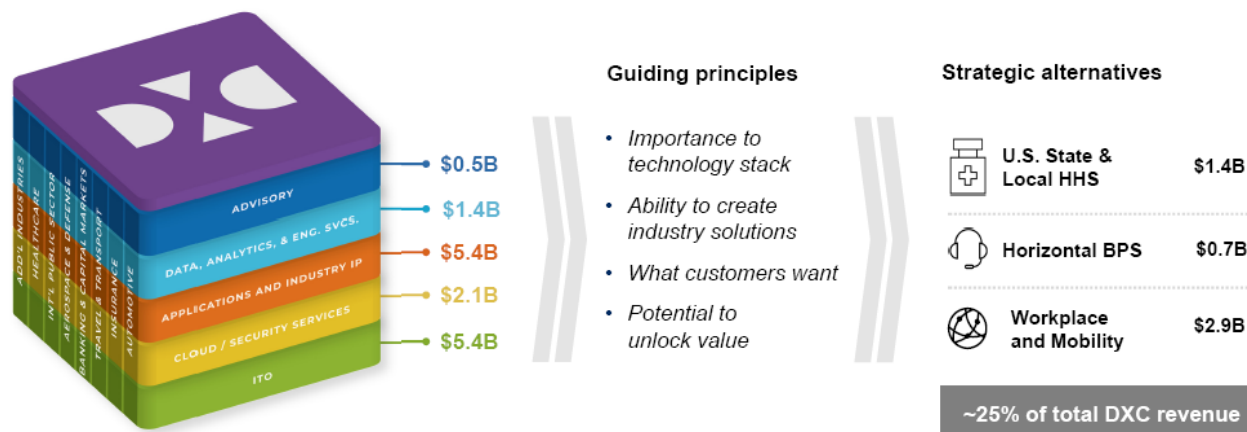 DXC
ADD'L INDUSTRIES
HEALTHCARE
INT'L PUBLIC SECTOR
AEROSPACE & DEFENSE
BANKING & CAPITAL MARKETS
TRAVEL & TRANSPORT
INSURANCE
AUTOMOTIVE
ADVISORY
$0.5B
DATA, ANALYTICS, & ENG. SVCS.
$1.4B
APPLICATIONS AND INDUSTRY IP
$5.4B
CLOUD / SECURITY SERVICES
$2.1B
ITO
$5.4B
Guiding principles
• Importance to
technology stack
• Ability to create
industry solutions
• What customers want
• Potential to
unlock value
Strategic alternatives
U.S. State &
Local HHS
$1.4B
Horizontal BPS
$0.7B
Workplace
and Mobility
$2.9B
~25% of total DXC revenue